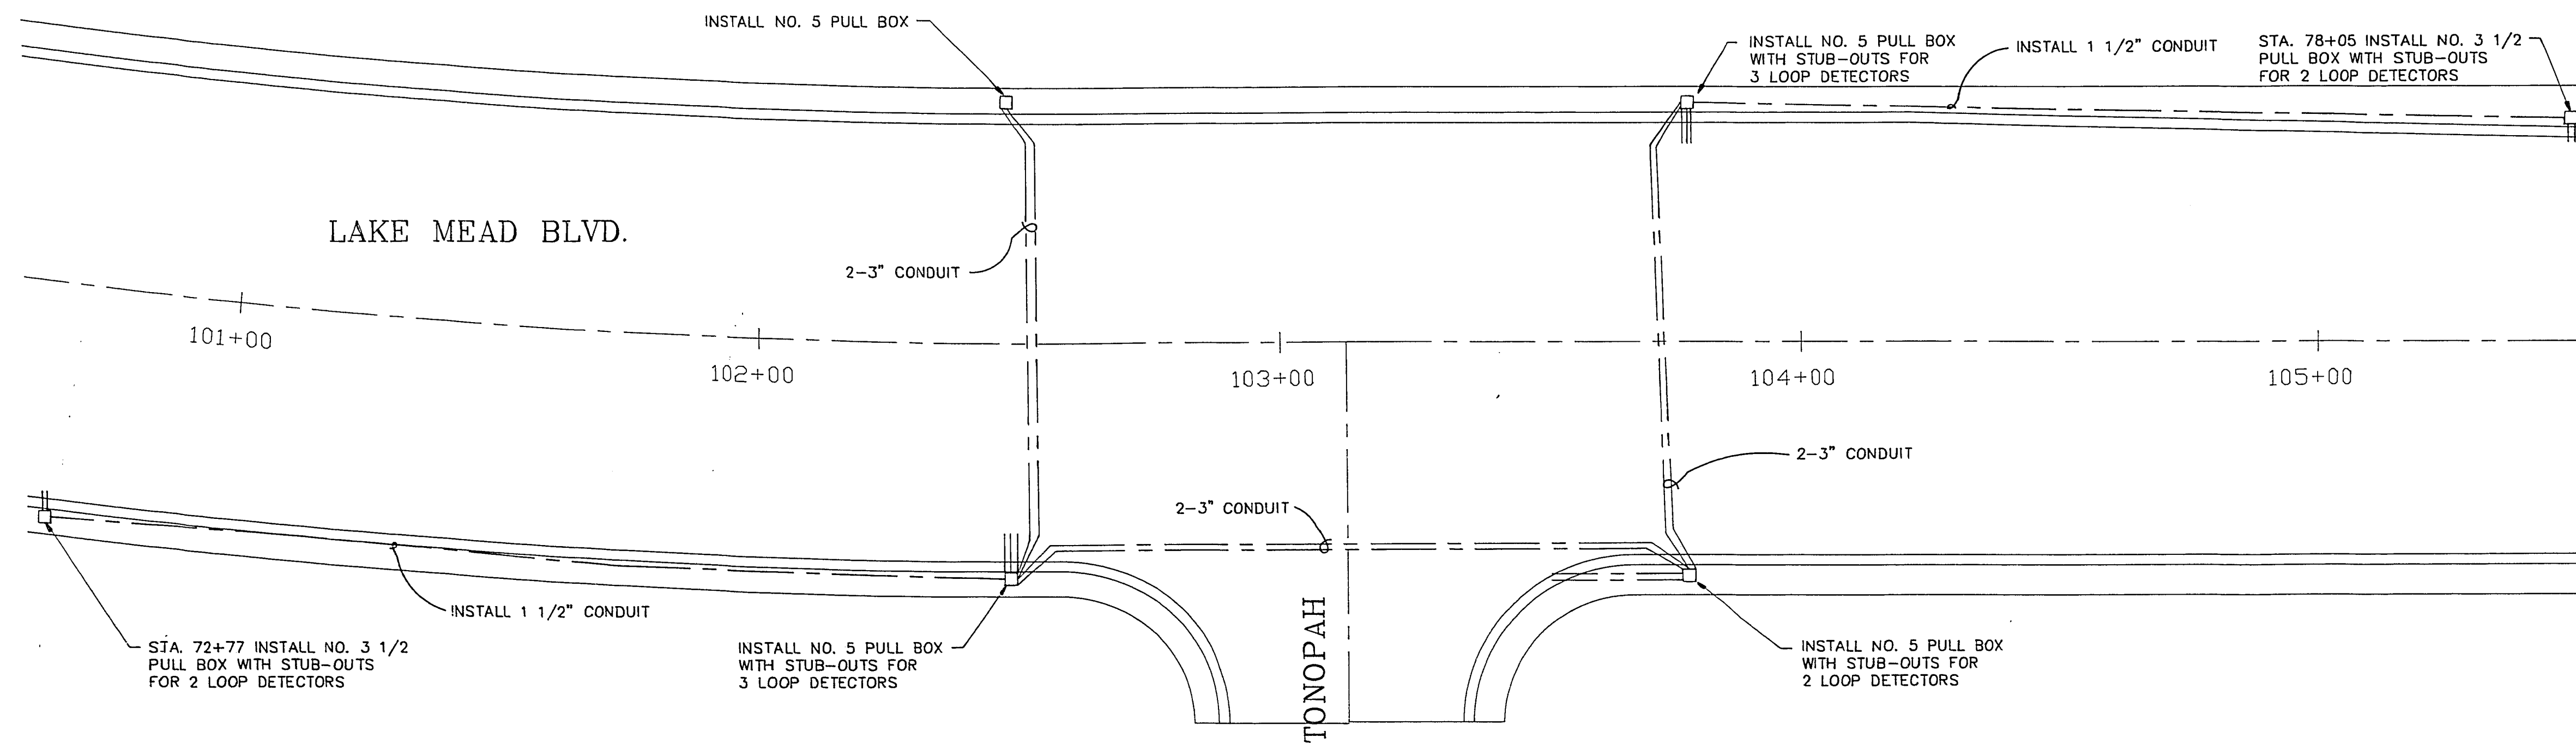 INSTALL NO. 5 PULL BOX
INSTALL NO. 5 PULL BOX
WITH STUB-OUTS FOR
3 LOOP DETECTORS
INSTALL 1 1/2" CONDUIT
STA. 78+05 INSTALL NO. 3 1/2
PULL BOX WITH STUB-OUTS
FOR 2 LOOP DETECTORS
LAKE MEAD BLVD.
2-3" CONDUIT
101+00
102+00
103+00
104+00
105+00
2-3" CONDUIT
2-3" CONDUIT
INSTALL 1 1/2" CONDUIT
STA. 72+77 INSTALL NO. 3 1/2
PULL BOX WITH STUB-OUTS
FOR 2 LOOP DETECTORS
INSTALL NO. 5 PULL BOX
WITH STUB-OUTS FOR
3 LOOP DETECTORS
TONOPAH
INSTALL NO. 5 PULL BOX
WITH STUB-OUTS FOR
2 LOOP DETECTORS